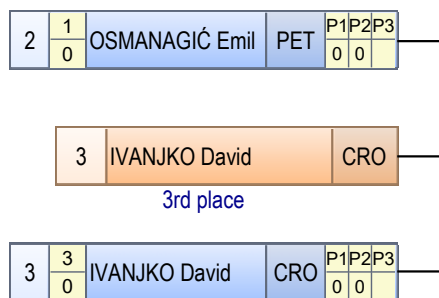 2 1 OSMANAGIĆ Emil PET P1 P2 P3
0 0 0
3 IVANJKO David CRO
3rd place
3 3 IVANJKO David CRO P1 P2 P3
0 0 0